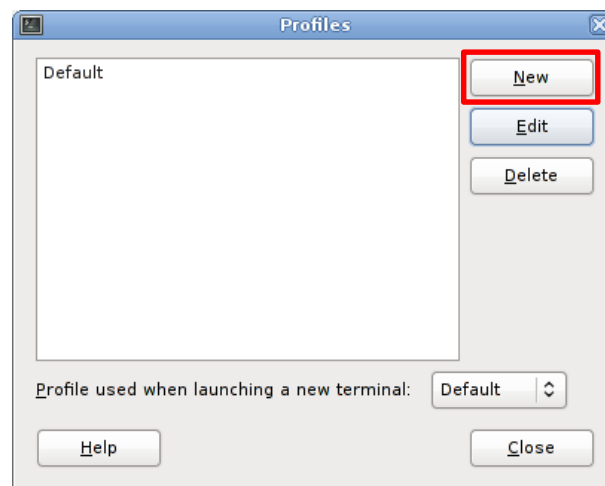 Profiles
Default
New
Edit
Delete
Profile used when launching a new terminal: Default
Help
Close